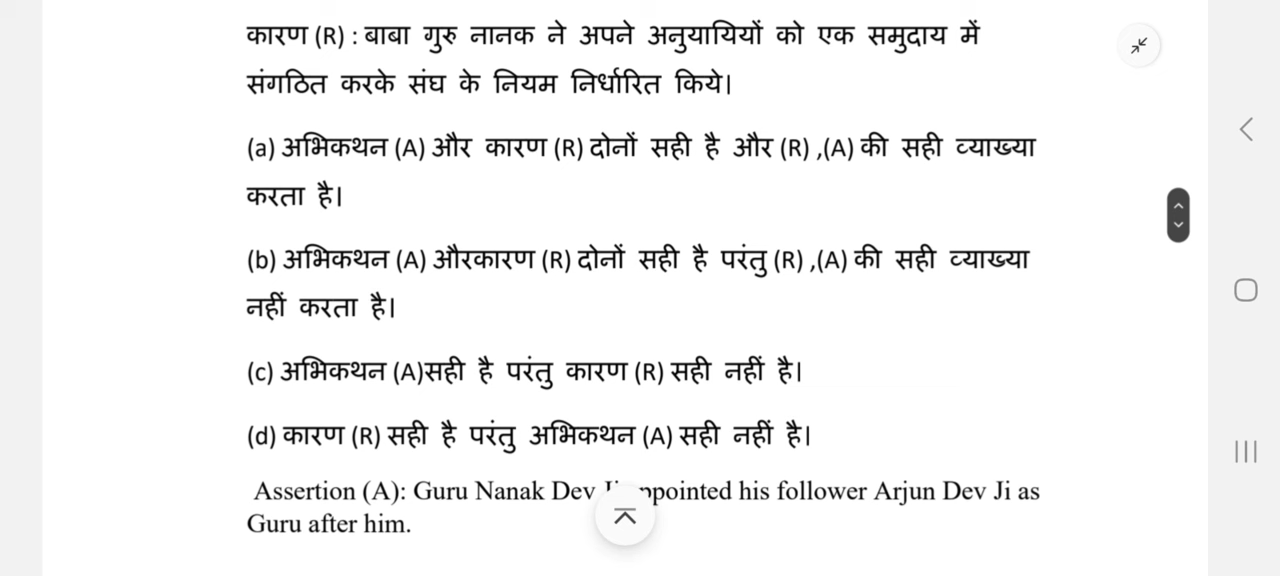 कारण (R) : बाबा गुरु नानक ने अपने अनुयायियों को एक समुदाय में
संगठित करके संघ के नियम निर्धारित किये।
(a) अभिकथन (A) और कारण (R) दोनों सही है और (R) ,(A) की सही व्याख्या
करता है।
(b) अभिकथन (A) औरकारण (R) दोनों सही है परंतु (R) ,(A) की सही व्याख्या
नहीं करता है।
(c) अभिकथन (A)सही है परंतु कारण (R) सही नहीं है।
(d) कारण (R) सही है परंतु अभिकथन (A) सही नहीं है।
Assertion (A): Guru Nanak Dev his follower Arjun Dev Ji as
Guru after him.